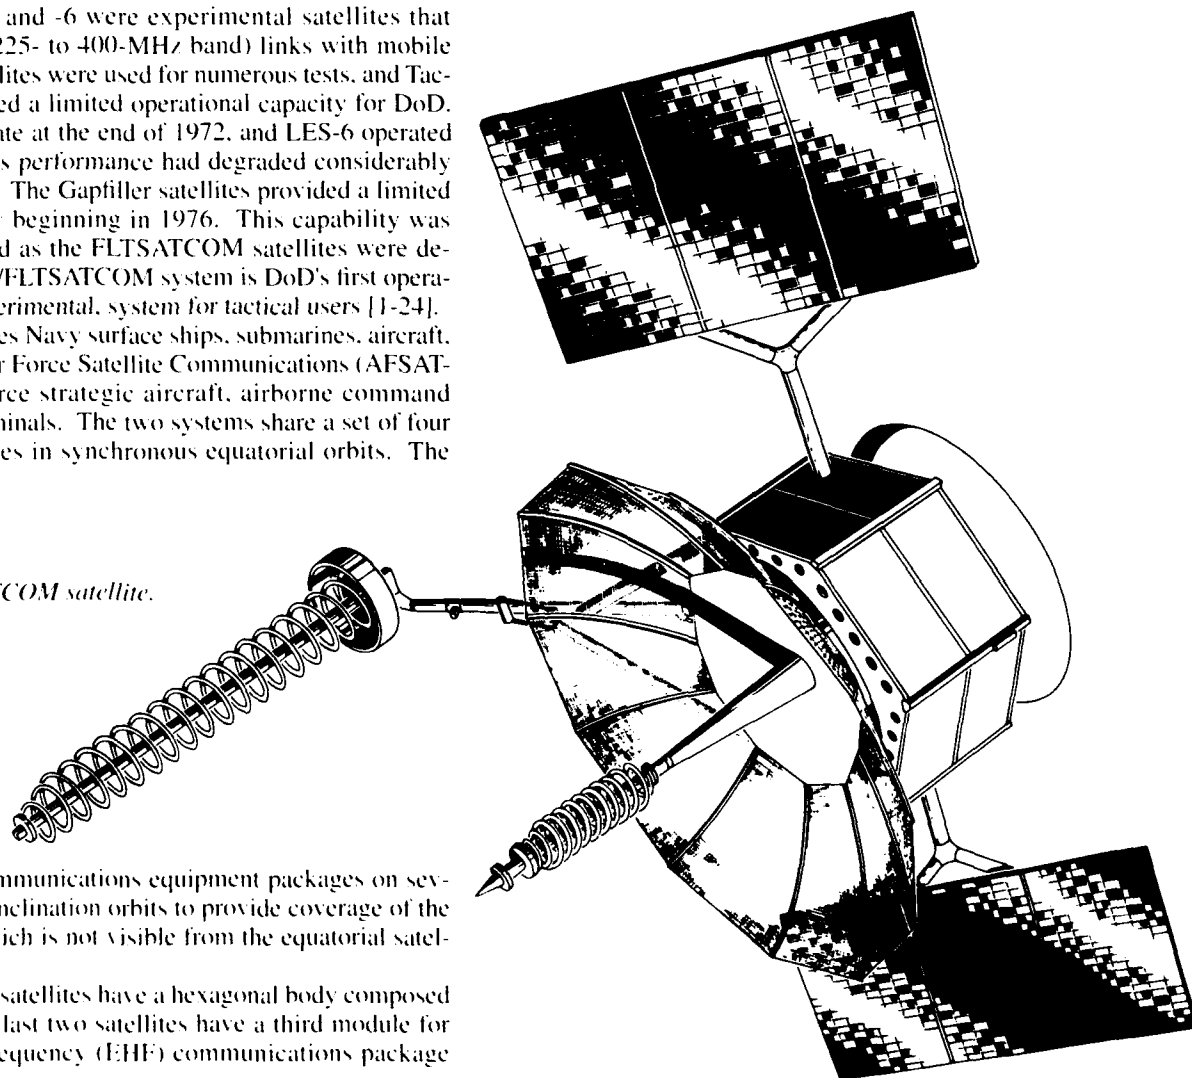 and -6 were experimental satellites that
225- to 400-MHz band) links with mobile
lites were used for numerous tests, and Tac-
ed a limited operational capacity for DoD.
ate at the end of 1972, and LES-6 operated
s performance had degraded considerably
The Gapfiller satellites provided a limited
beginning in 1976. This capability was
d as the FLTSATCOM satellites were de-
/FLTSATCOM system is DoD's first opera-
erimental, system for tactical users [1-24].
es Navy surface ships, submarines, aircraft,
r Force Satellite Communications (AFSAT-
rce strategic aircraft, airborne command
minals. The two systems share a set of four
es in synchronous equatorial orbits. The
TCOM satellite.
mmunications equipment packages on sev-
nclination orbits to provide coverage of the
ich is not visible from the equatorial satel-
satellites have a hexagonal body composed
last two satellites have a third module for
equency (EHF) communications package